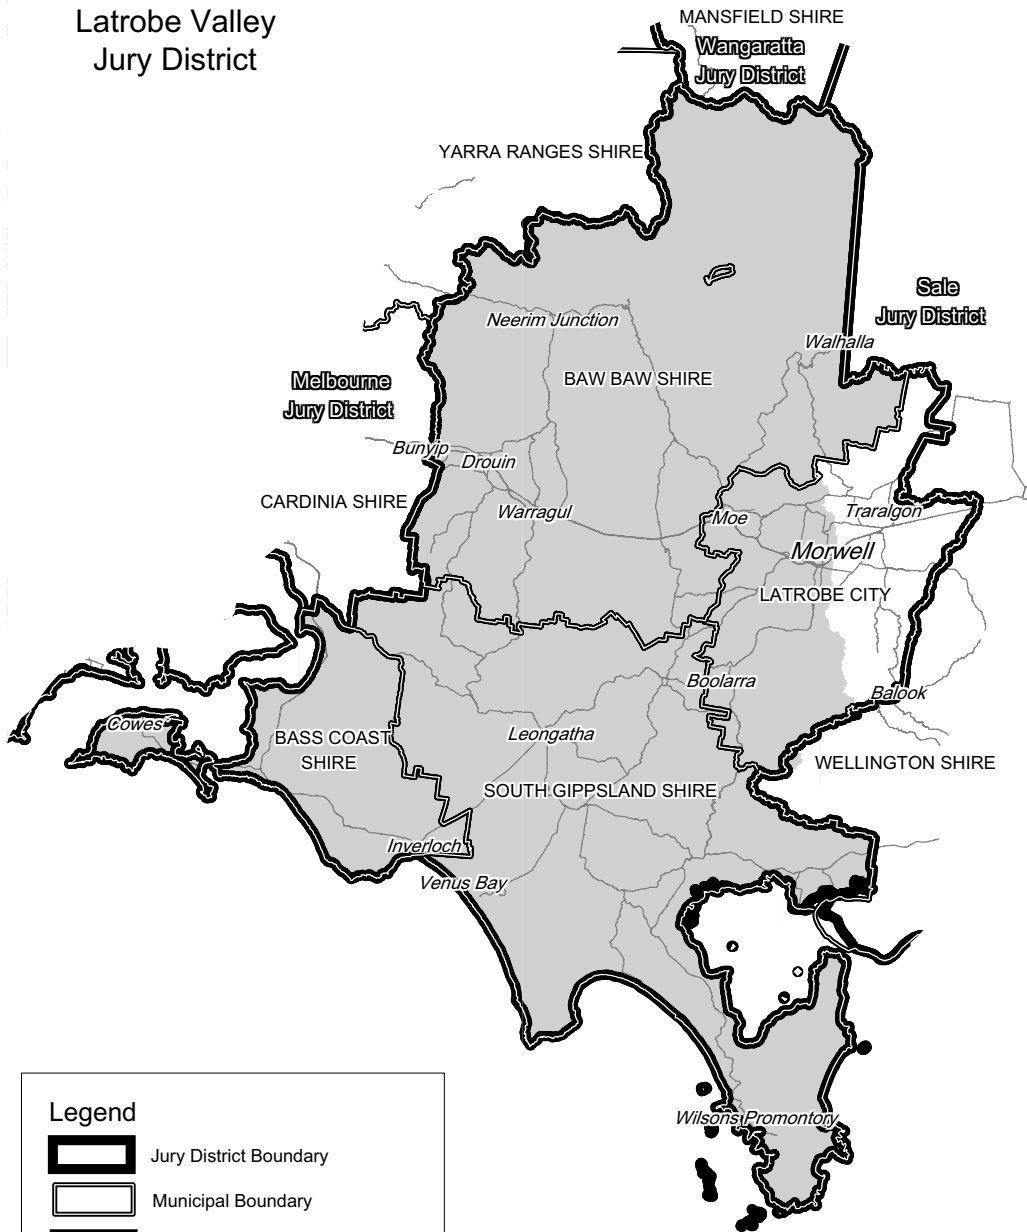 Latrobe Valley
Jury District
MANSFIELD SHIRE
Wangaratta
Jury District
YARRA RANGES SHIRE
Sale
Jury District
Neerim Junction
Walhalla
BAW BAW SHIRE
Melbourne
Jury District
Bunyip
Drouin
CARDINIA SHIRE
Warragul
Moe
Traralgon
Morwell
LATROBE CITY
Boolarra
Balook
Cowes
Leongatha
BASS COAST
SHIRE
WELLINGTON SHIRE
SOUTH GIPPSLAND SHIRE
Inverloch
Venus Bay
Wilsons Promontory
Legend
Jury District Boundary
Municipal Boundary